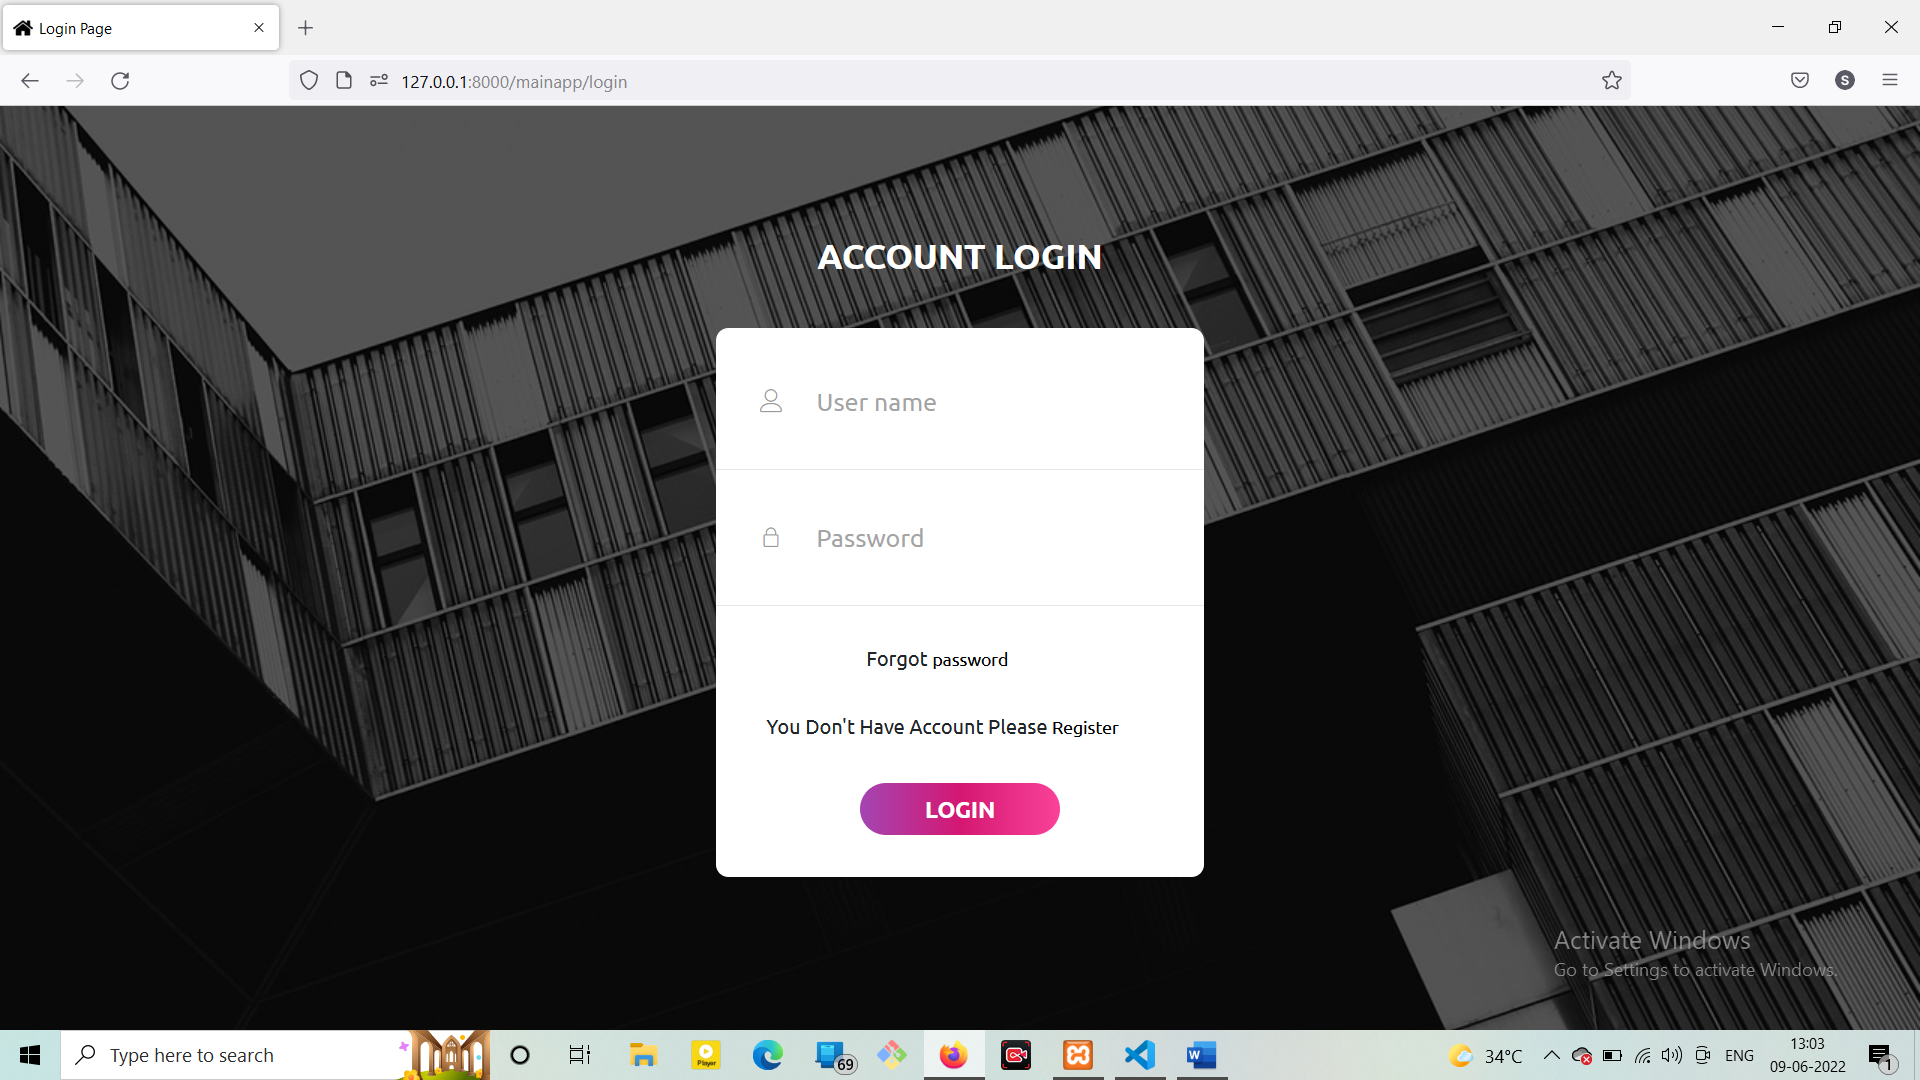 Login Page
127.0.0.1:8000/mainapp/login
S
ACCOUNT LOGIN
User name
Password
Forgot password
You Don't Have Account Please Register
LOGIN
Activate Windows
Go to Settings to activate Windows.
Type here to search
Player
69
W
34°C
ENG
13:03
09-06-2022
1